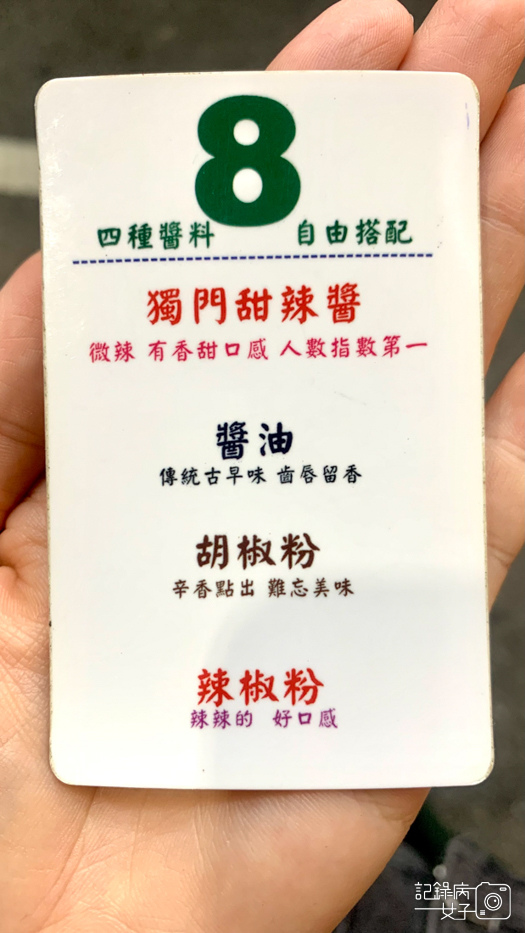 8
四種醬料 自由搭配
獨門甜辣醬
微辣 有香甜口感 人數指數第一
醬油
傳統古早味 齒唇留香
胡椒粉
辛香點出 難忘美味
辣椒粉
辣辣的 好口感
記錄病
女子